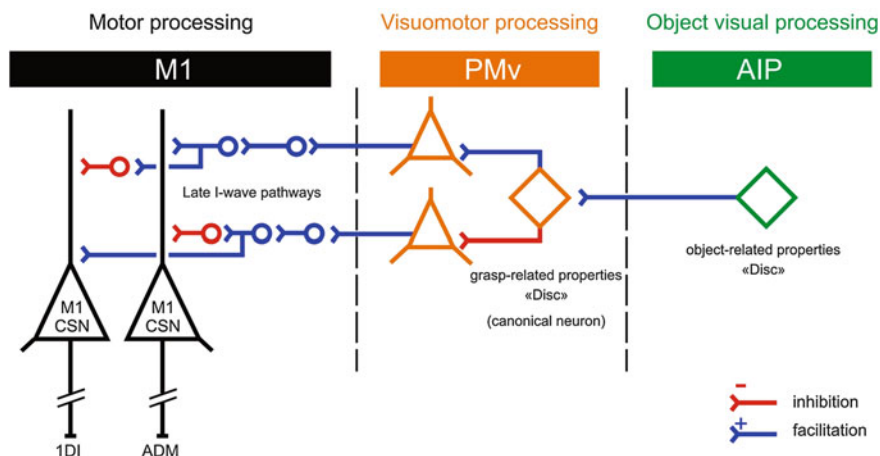 Motor processing
Visuomotor processing
Object visual processing
M1
PMv
AIP
Late I-wave pathways
object-related properties
«Disc»
grasp-related properties
«Disc»
(canonical neuron)
M1
CSN
M1
CSN
−
inhibition
+
facilitation
1DI
ADM